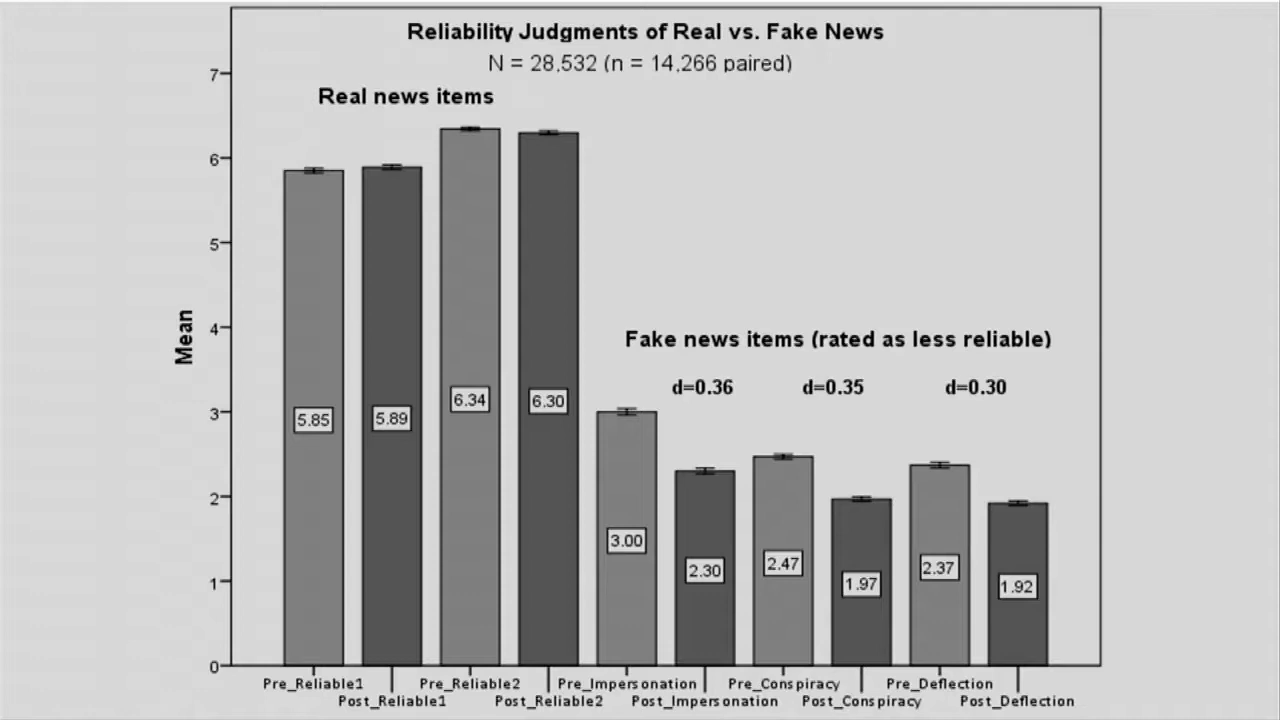 Reliability Judgments of Real vs. Fake News
N = 28,532 (n = 14,266 paired)
Real news items
Fake news items (rated as less reliable)
d=0.36 d=0.35 d=0.30
Mean
7
6
5
4
3
2
1
0
5.85 5.89 6.34 6.30 3.00 2.30 2.47 1.97 2.37 1.92
Pre_Reliable1 Pre_Reliable2 Pre_Impersonation Pre_Conspiracy Pre_Deflection
Post_Reliable1 Post_Reliable2 Post_Impersonation Post_Conspiracy Post_Deflection